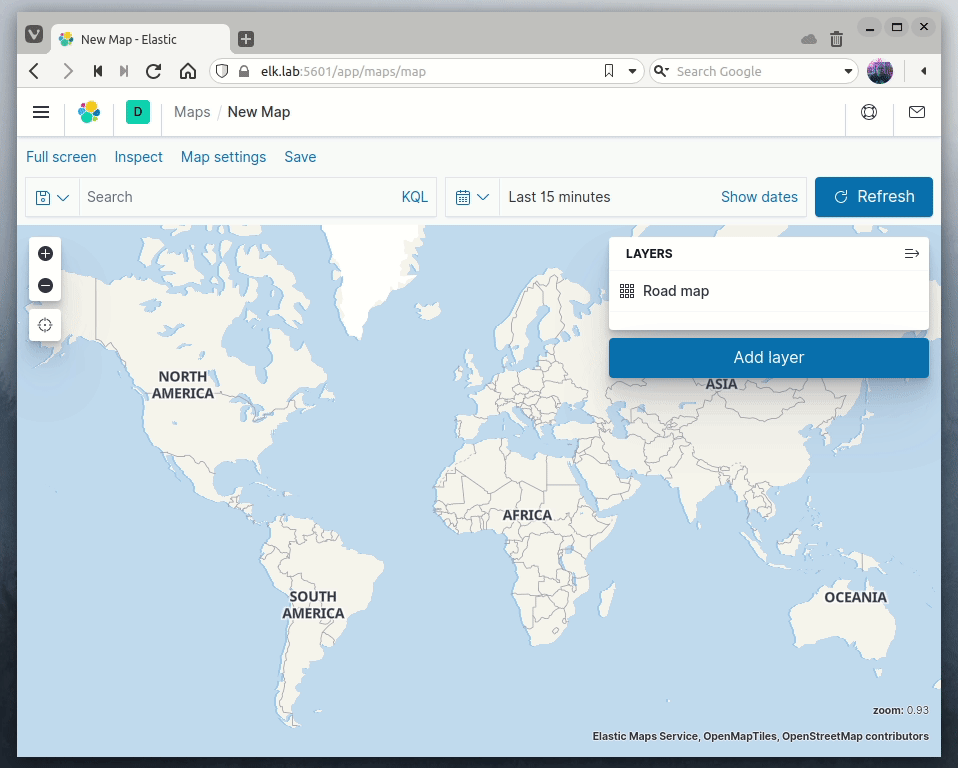 New Map - Elastic
elk.lab:5601/app/maps/map
Search Google
D
Maps / New Map
Full screen Inspect Map settings Save
Search KQL
Last 15 minutes Show dates
Refresh
LAYERS
Road map
Add layer
NORTH
AMERICA
ASIA
AFRICA
SOUTH
AMERICA
OCEANIA
zoom: 0.93
Elastic Maps Service, OpenMapTiles, OpenStreetMap contributors